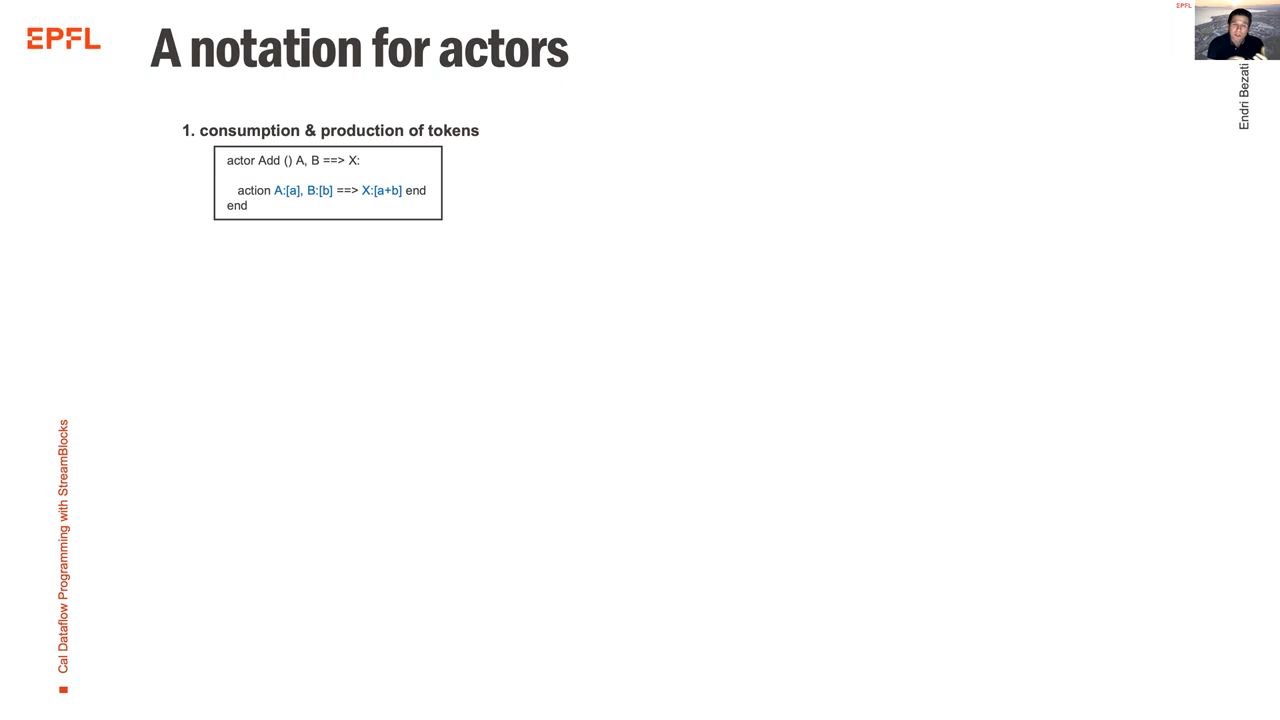 EPFL
A notation for actors
EPFL
Endri Bezati
1. consumption & production of tokens
actor Add () A, B ==> X:
action A:[a], B:[b] ==> X:[a+b] end
end
Cal Dataflow Programming with StreamBlocks